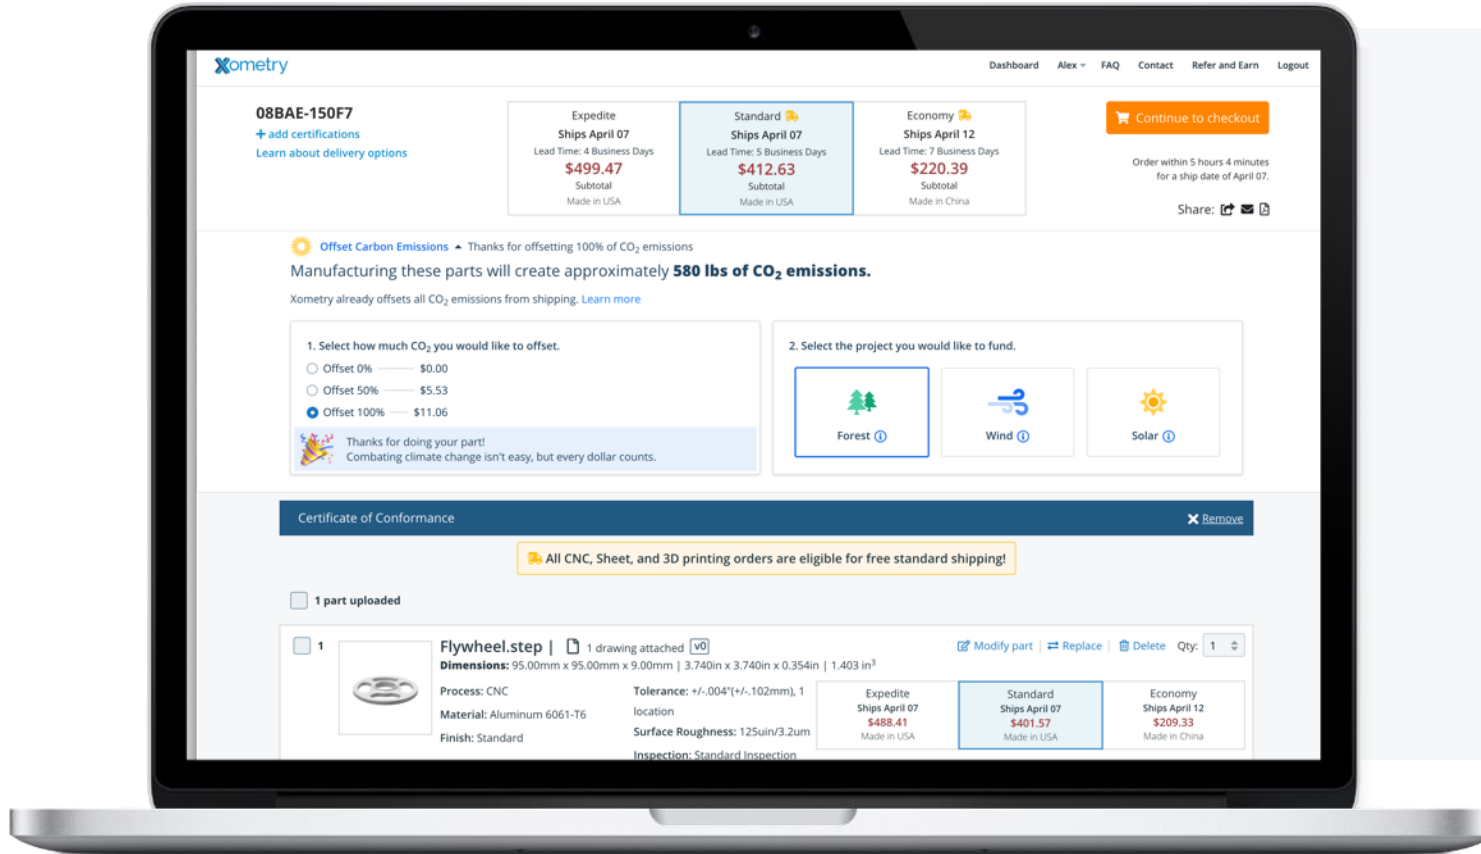 Xometry
Dashboard Alex FAQ Contact Refer and Earn Logout
08BAE-150F7
+ add certifications
Learn about delivery options
Expedite
Ships April 07
Lead Time: 4 Business Days
$499.47
Subtotal
Made in USA
Standard
Ships April 07
Lead Time: 5 Business Days
$412.63
Subtotal
Made in USA
Economy
Ships April 12
Lead Time: 7 Business Days
$220.39
Subtotal
Made in China
Continue to checkout
Order within 5 hours 4 minutes
for a ship date of April 07.
Share:
Offset Carbon Emissions Thanks for offsetting 100% of CO₂ emissions
Manufacturing these parts will create approximately 580 lbs of CO₂ emissions.
Xometry already offsets all CO₂ emissions from shipping. Learn more
1. Select how much CO₂ you would like to offset.
Offset 0% $0.00
Offset 50% $5.53
Offset 100% $11.06
Thanks for doing your part!
Combating climate change isn't easy, but every dollar counts.
2. Select the project you would like to fund.
Forest
Wind
Solar
Certificate of Conformance
Remove
All CNC, Sheet, and 3D printing orders are eligible for free standard shipping!
1 part uploaded
1
Flywheel.step | 1 drawing attached v0
Modify part | Replace | Delete Qty: 1
Dimensions: 95.00mm x 95.00mm x 9.00mm | 3.740in x 3.740in x 0.354in | 1.403 in³
Process: CNC
Material: Aluminum 6061-T6
Finish: Standard
Tolerance: +/-.004"(+/-.102mm), 1
location
Surface Roughness: 125uin/3.2um
Inspection: Standard Inspection
Expedite
Ships April 07
$488.41
Made in USA
Standard
Ships April 07
$401.57
Made in USA
Economy
Ships April 12
$209.33
Made in China